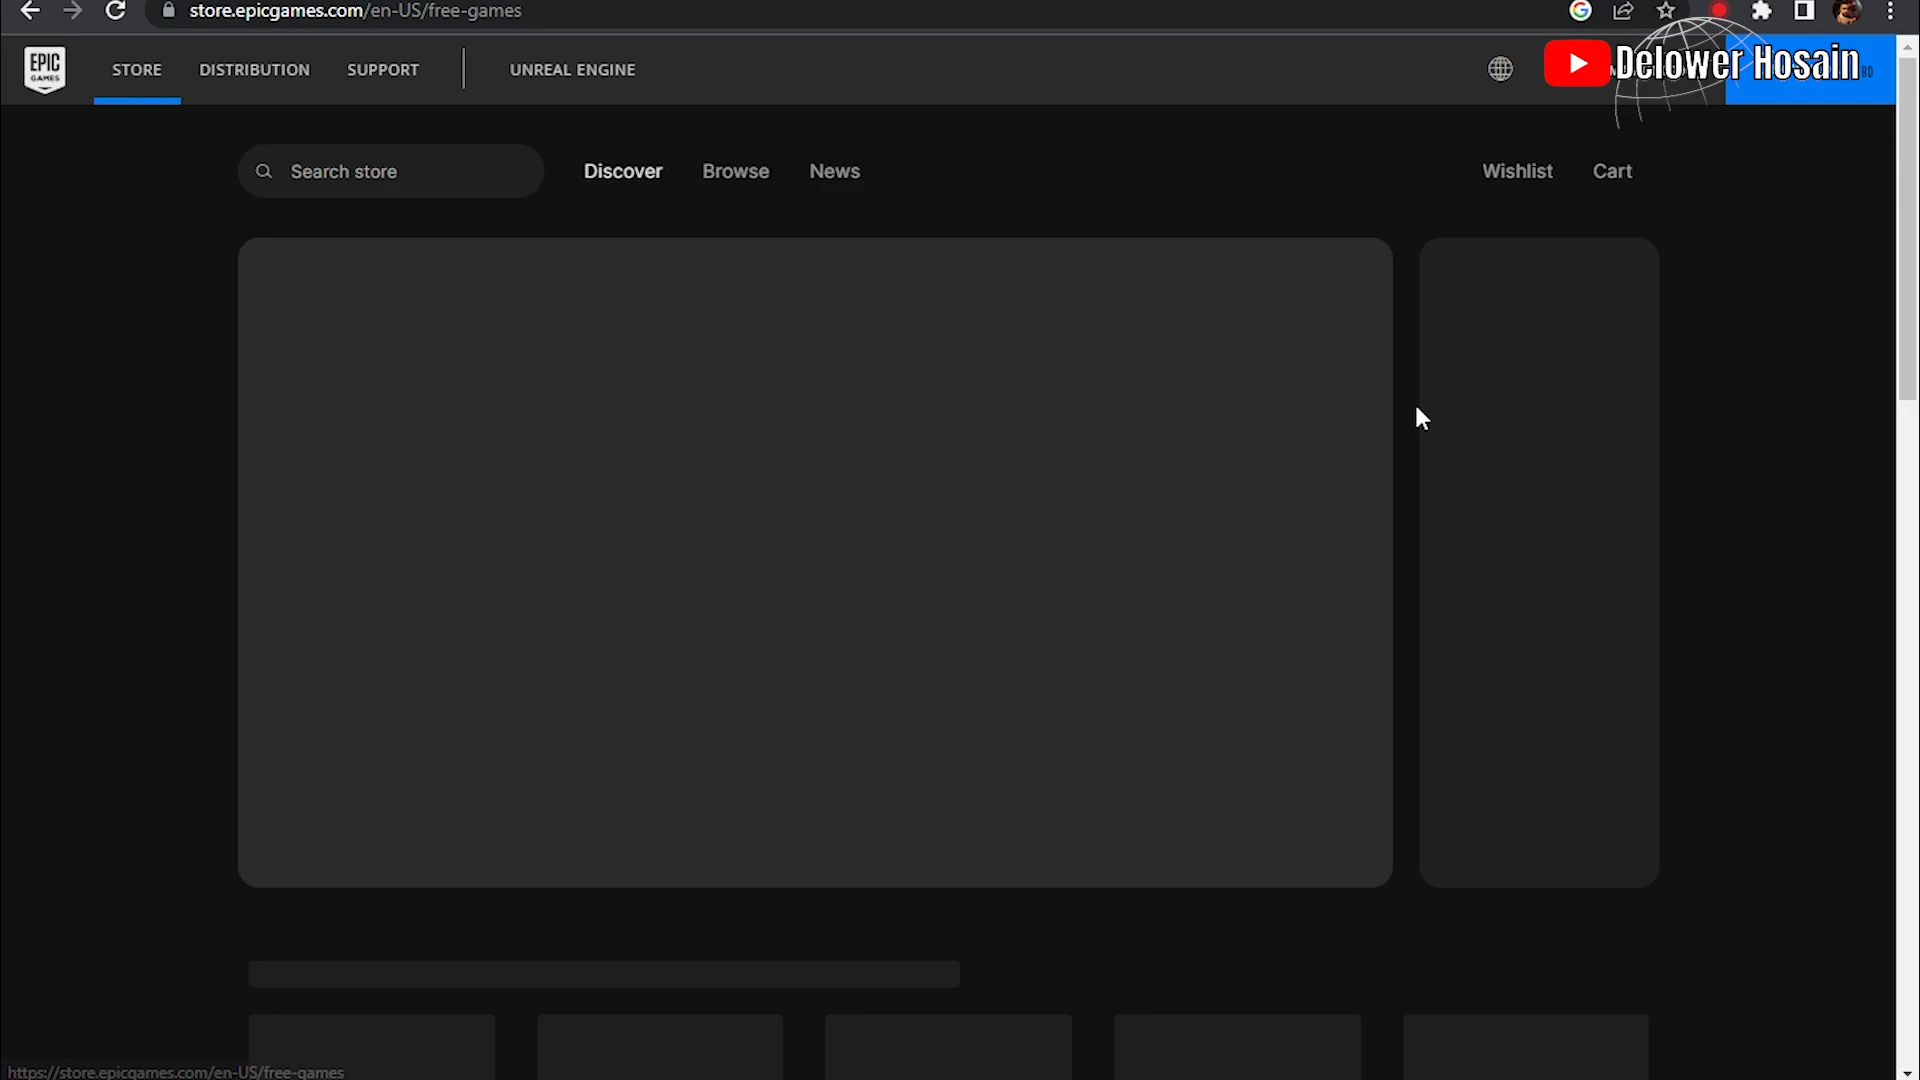 store.epicgames.com/en-US/free-games
EPIC
GAMES
STORE
DISTRIBUTION
SUPPORT
UNREAL ENGINE
Delower Hosain
Search store
Discover
Browse
News
Wishlist
Cart
https://store.epicgames.com/en-US/free-games